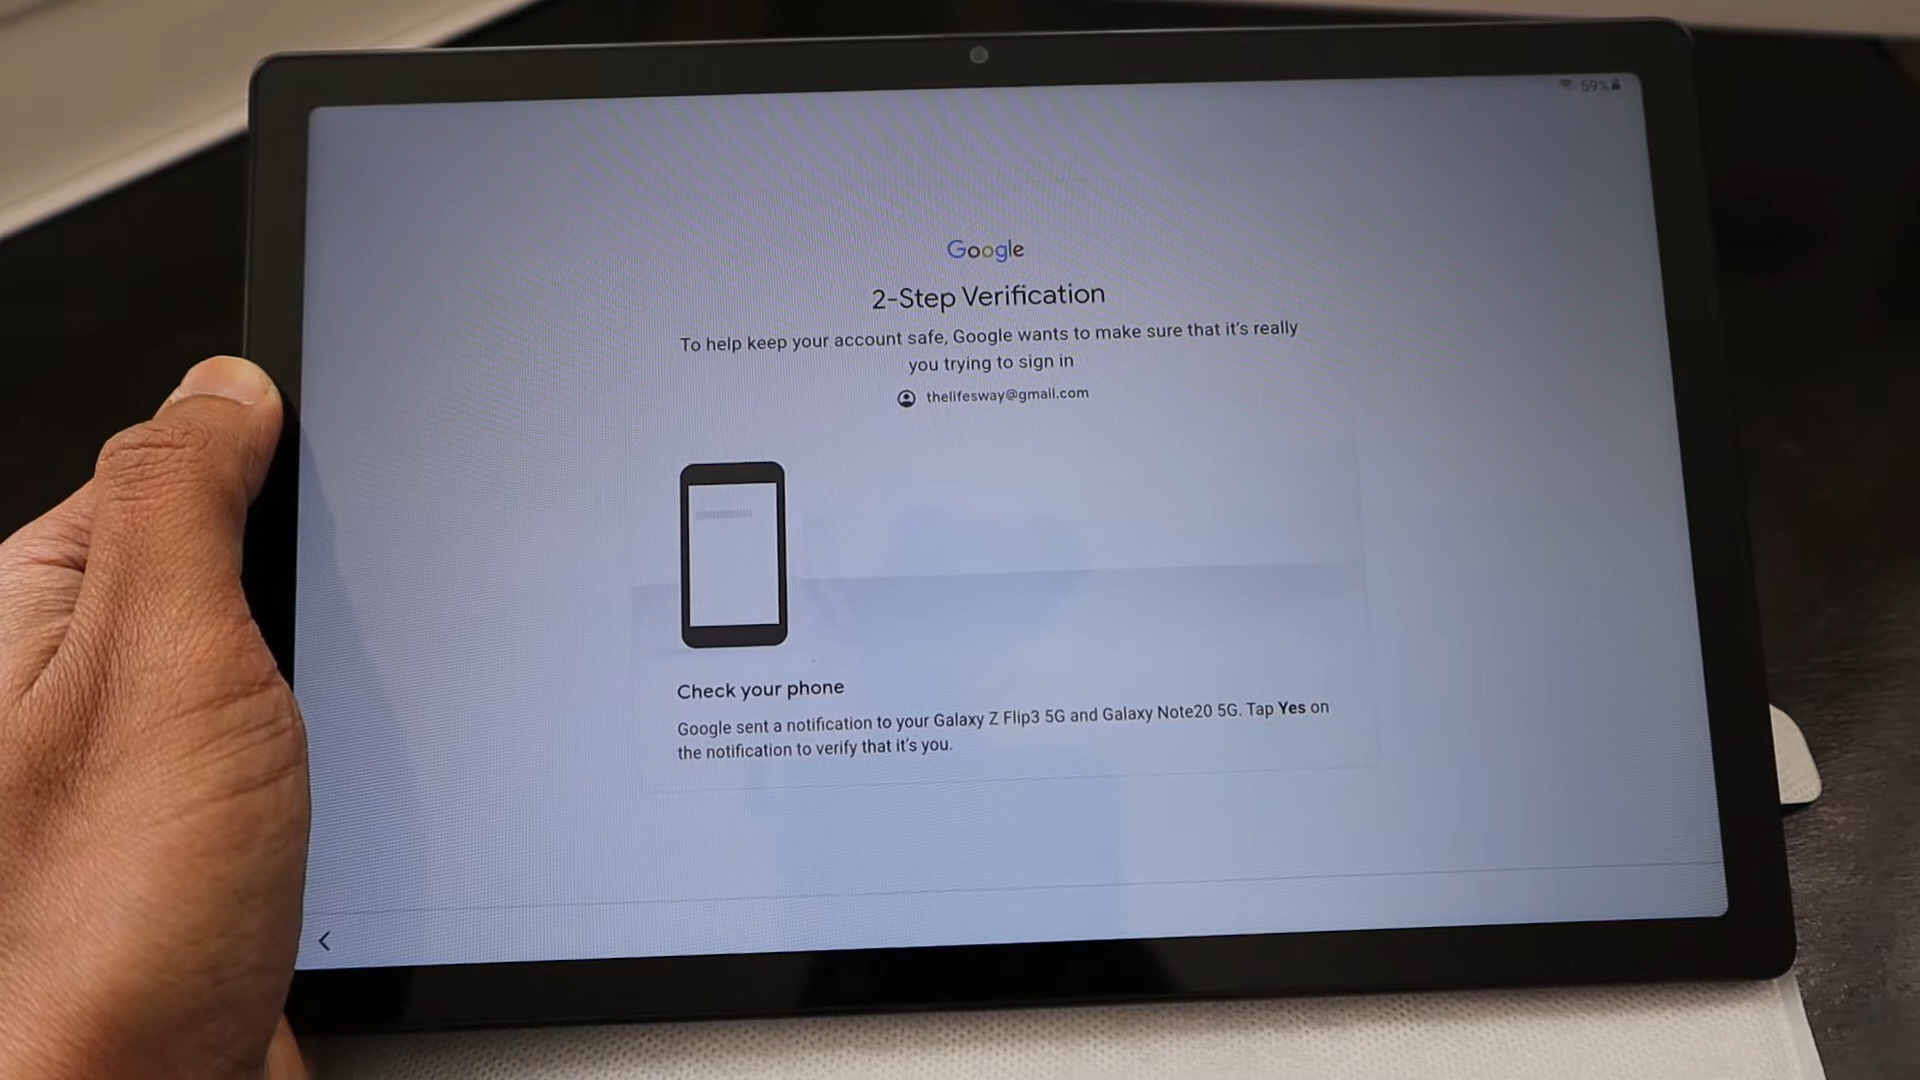 59%
Google
2-Step Verification
To help keep your account safe, Google wants to make sure that it's really
you trying to sign in
thelifesway@gmail.com
Check your phone
Google sent a notification to your Galaxy Z Flip3 5G and Galaxy Note20 5G. Tap Yes on
the notification to verify that it's you.